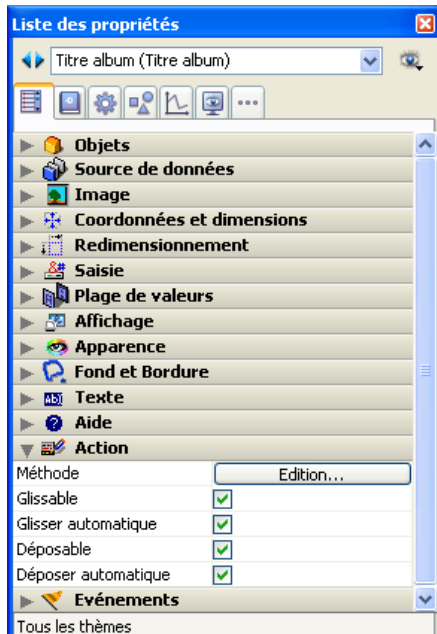 Liste des propriétés
Titre album (Titre album)
Objets
Source de données
Image
Coordonnées et dimensions
Redimensionnement
Saisie
Plage de valeurs
Affichage
Apparence
Fond et Bordure
Texte
Aide
Action
Méthode Edition...
Glissable
Glisser automatique
Déposable
Déposer automatique
Evénements
Tous les thèmes